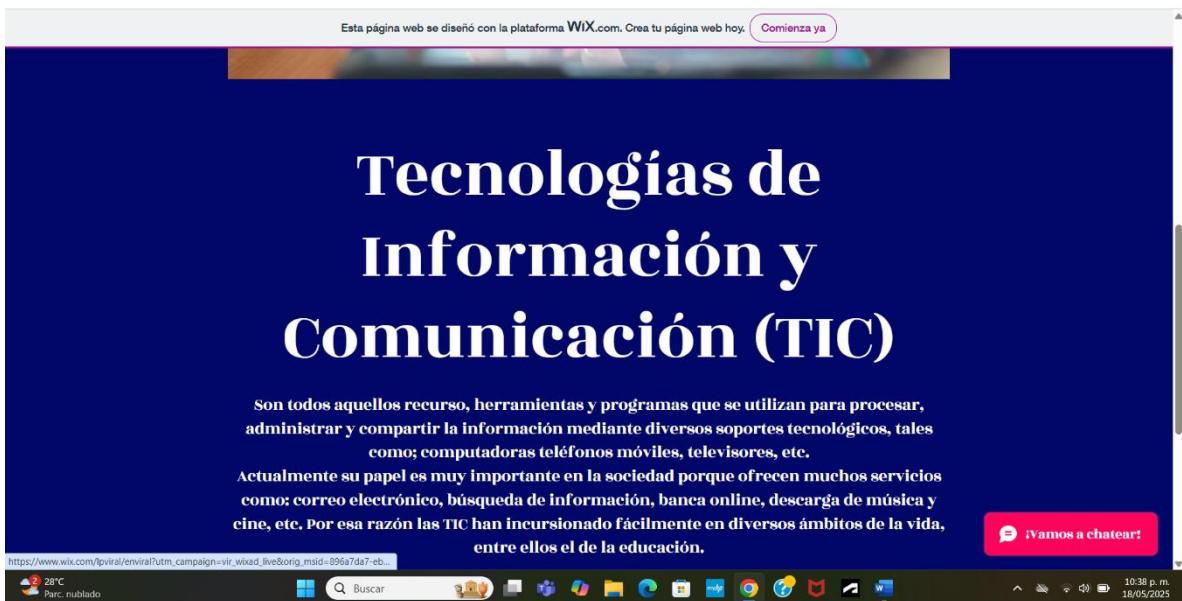 Esta página web se diseñó con la plataforma WiX.com. Crea tu página web hoy. Comienza ya
Tecnologías de
Información y
Comunicación (TIC)
Son todos aquellos recurso, herramientas y programas que se utilizan para procesar,
administrar y compartir la información mediante diversos soportes tecnológicos, tales
como; computadoras teléfonos móviles, televisores, etc.
Actualmente su papel es muy importante en la sociedad porque ofrecen muchos servicios
como: correo electrónico, búsqueda de información, banca online, descarga de música y
cine, etc. Por esa razón las TIC han incursionado fácilmente en diversos ámbitos de la vida,
entre ellos el de la educación.
¡Vamos a chatear!
https://www.wix.com/lpviral/enviral?utm_campaign=vir_wixad_live&orig_msid=896a7da7-eb...
2
28°C
Parc. nublado
Buscar
10:38 p. m.
18/05/2025